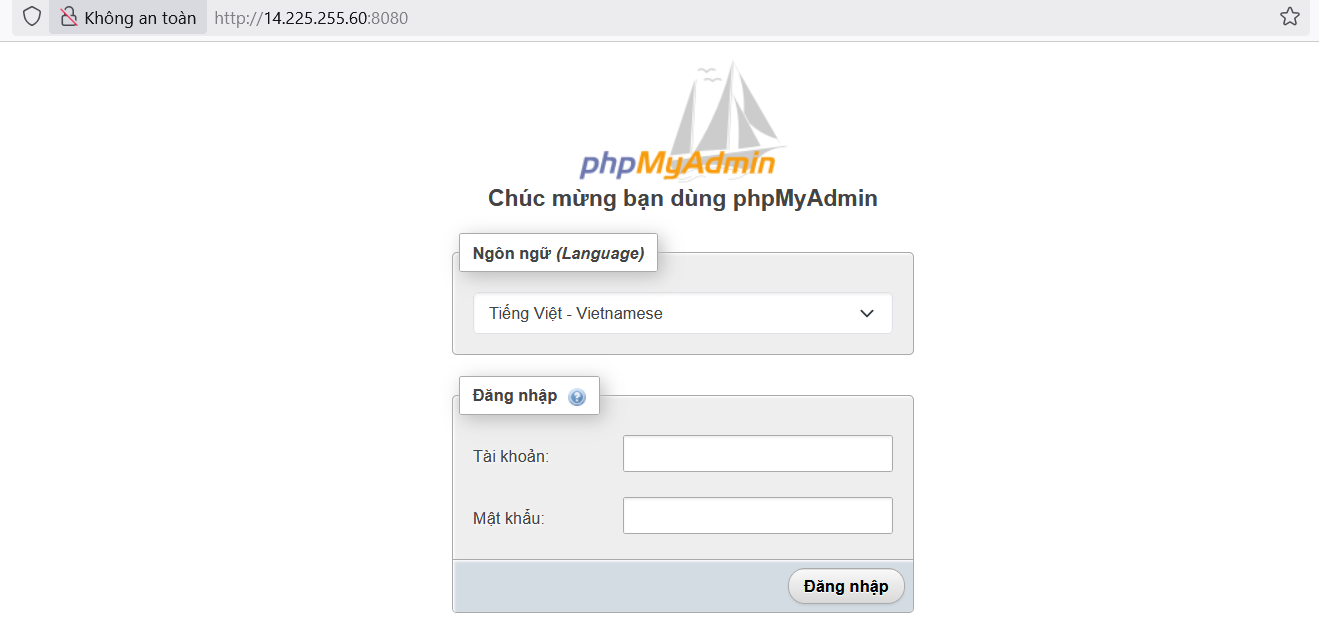 Không an toàn http://14.225.255.60:8080
phpMyAdmin
Chúc mừng bạn dùng phpMyAdmin
Ngôn ngữ (Language)
Tiếng Việt - Vietnamese
Đăng nhập
Tài khoản:
Mật khẩu:
Đăng nhập